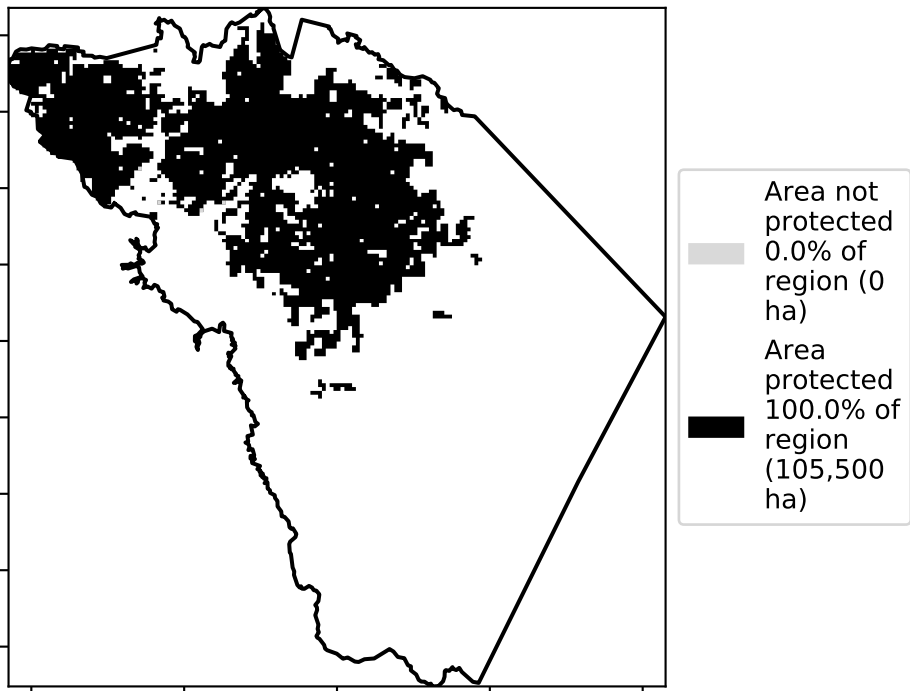 Area not
protected
0.0% of
region (0
ha)
Area
protected
100.0% of
region
(105,500
ha)